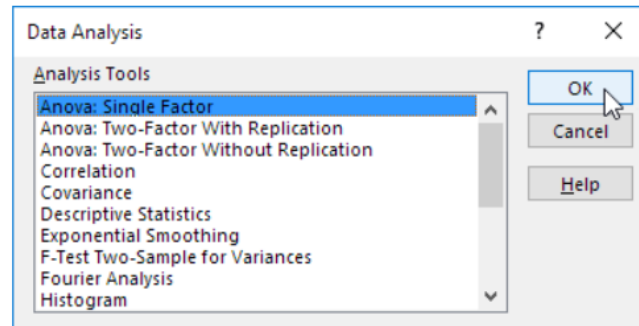 Data Analysis
?
Analysis Tools
Anova: Single Factor
Anova: Two-Factor With Replication
Anova: Two-Factor Without Replication
Correlation
Covariance
Descriptive Statistics
Exponential Smoothing
F-Test Two-Sample for Variances
Fourier Analysis
Histogram
OK
Cancel
Help